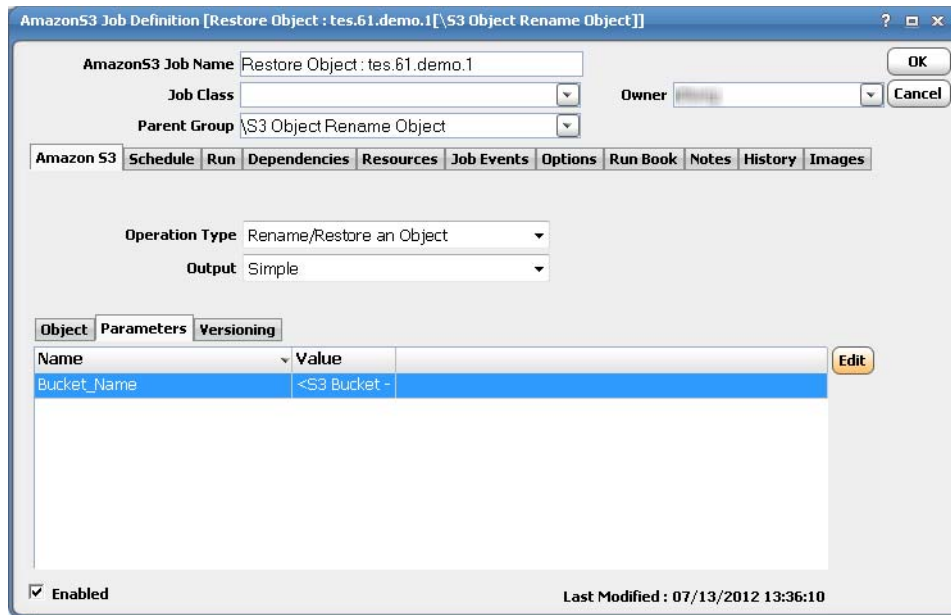 AmazonS3 Job Definition [Restore Object : tes.61.demo.1[\S3 Object Rename Object]] ?
AmazonS3 Job Name Restore Object : tes.61.demo.1 OK
Job Class Owner Cancel
Parent Group \S3 Object Rename Object
Amazon S3 Schedule Run Dependencies Resources Job Events Options Run Book Notes History Images
Operation Type Rename/Restore an Object
Output Simple
Object Parameters Versioning
Name Value Edit
Bucket_Name <S3 Bucket -
Enabled Last Modified : 07/13/2012 13:36:10